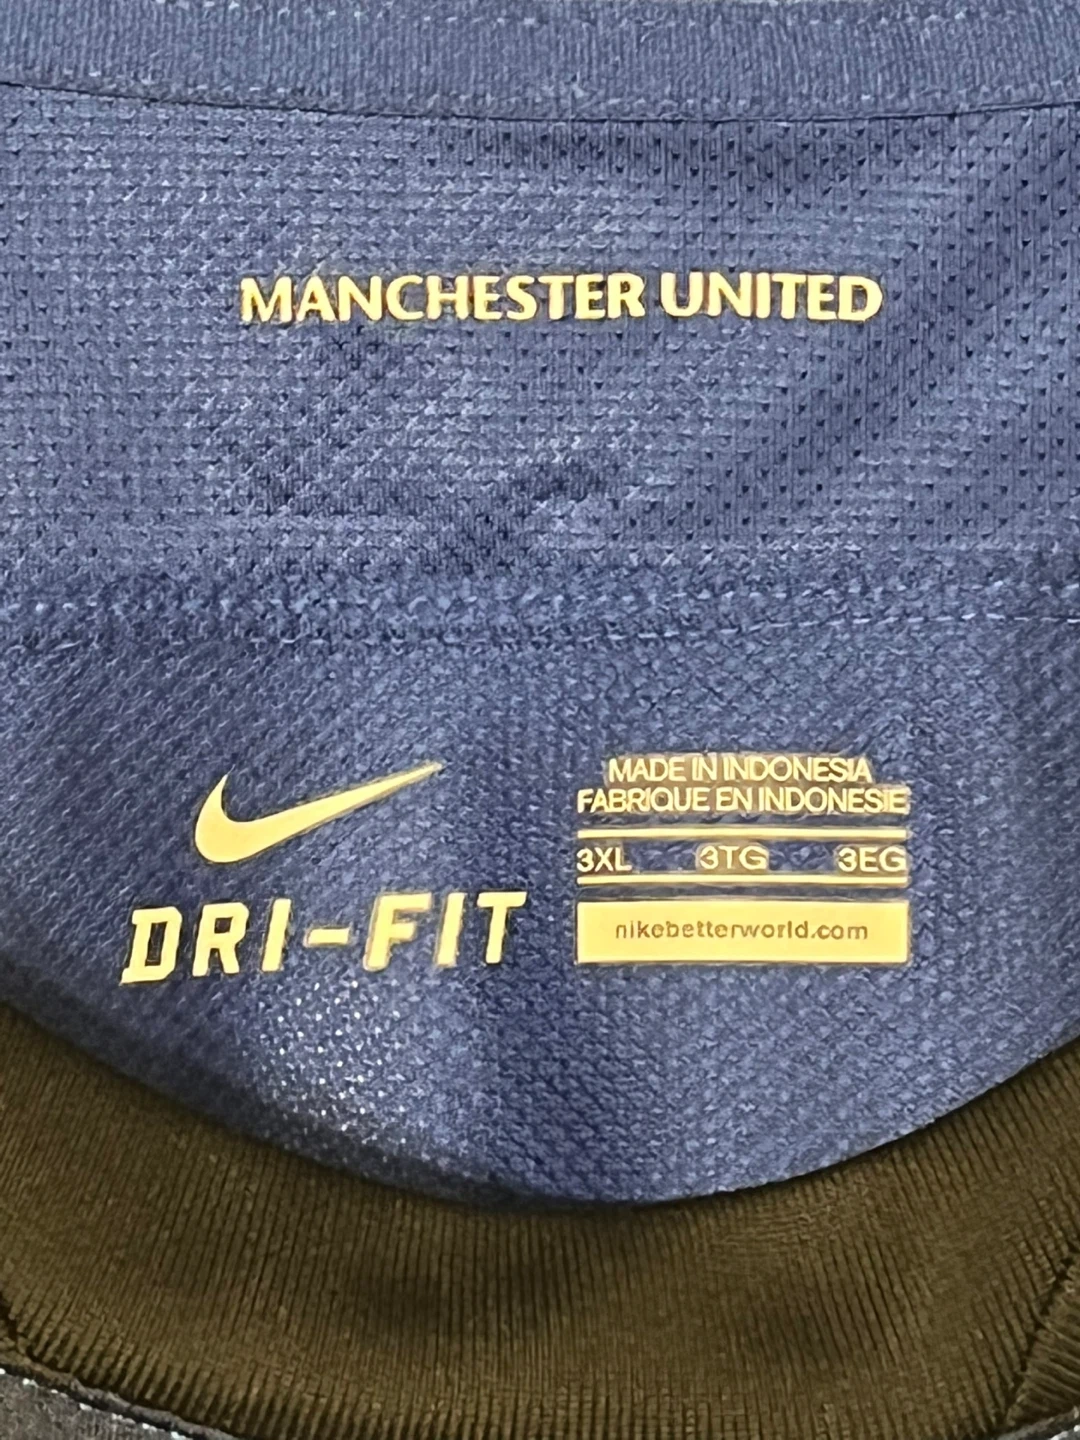 MANCHESTER UNITED
DRI-FIT
MADE IN INDONESIA
FABRIQUE EN INDONESIE
3XL 3TG 3EG
nikebetterworld.com